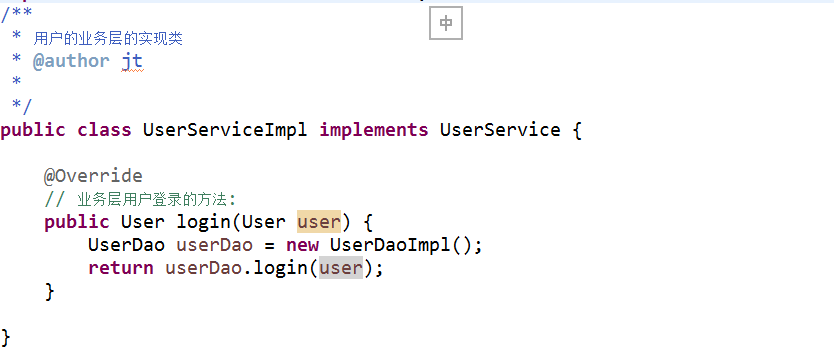 /**
 * 用户的业务层的实现类
 * @author jt
 *
 */
中
public class UserServiceImpl implements UserService {
    @Override
    // 业务层用户登录的方法:
    public User login(User user) {
        UserDao userDao = new UserDaoImpl();
        return userDao.login(user);
    }
}